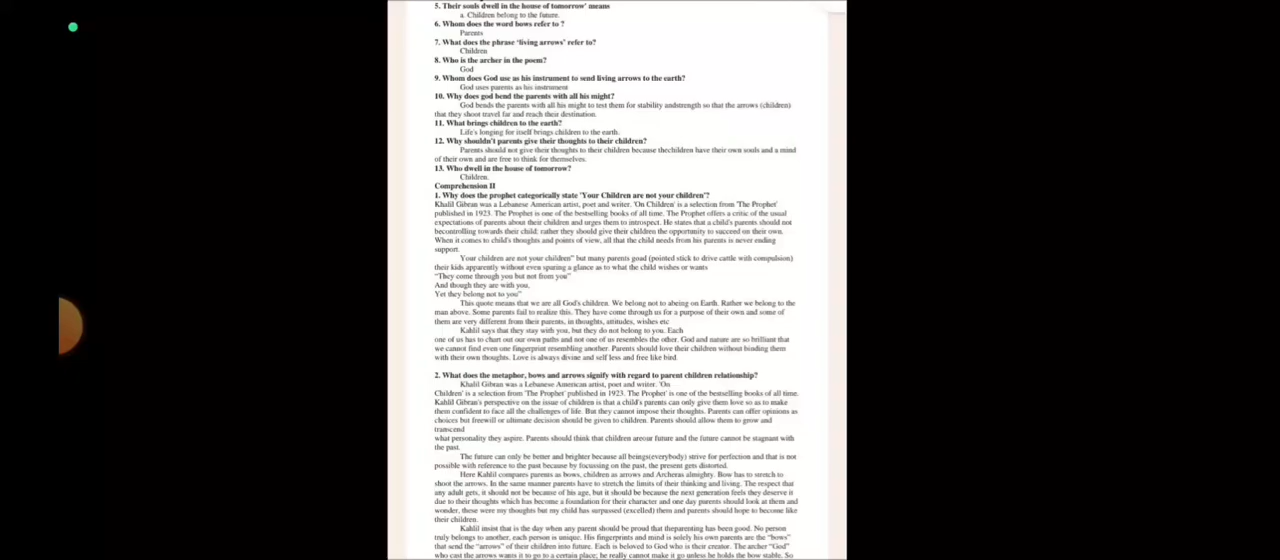 5. Their souls dwell in the house of tomorrow' means
a. Children belong to the future.
6. Whom does the word bows refer to ?
Parents
7. What does the phrase 'living arrows' refer to?
Children
8. Who is the archer in the poem?
God
9. Whom does God use as his instrument to send living arrows to the earth?
God uses parents as his instrument
10. Why does god bend the parents with all his might?
God bends the parents with all his might to test them for stability andstrength so that the arrows (children)
that they shoot travel far and reach their destination.
11. What brings children to the earth?
Life's longing for itself brings children to the earth.
12. Why shouldn't parents give their thoughts to their children?
Parents should not give their thoughts to their children because thechildren have their own souls and a mind
of their own and are free to think for themselves.
13. Who dwell in the house of tomorrow?
Children.
Comprehension II
1. Why does the prophet categorically state 'Your Children are not your children'?
Khalil Gibran was a Lebanese American artist, poet and writer. 'On Children' is a selection from 'The Prophet'
published in 1923. The Prophet is one of the bestselling books of all time. The Prophet offers a critic of the usual
expectations of parents about their children and urges them to introspect. He states that a child's parents should not
becontrolling towards their child; rather they should give their children the opportunity to succeed on their own.
When it comes to child's thoughts and points of view, all that the child needs from his parents is never ending
support.
Your children are not your children" but many parents goad (pointed stick to drive cattle with compulsion)
their kids apparently without even sparing a glance as to what the child wishes or wants
"They come through you but not from you"
And though they are with you,
Yet they belong not to you"
This quote means that we are all God's children. We belong not to abeing on Earth. Rather we belong to the
man above. Some parents fail to realize this. They have come through us for a purpose of their own and some of
them are very different from their parents, in thoughts, attitudes, wishes etc
Kahlil says that they stay with you, but they do not belong to you. Each
one of us has to chart out our own paths and not one of us resembles the other. God and nature are so brilliant that
we cannot find even one fingerprint resembling another. Parents should love their children without binding them
with their own thoughts. Love is always divine and self less and free like bird
2. What does the metaphor, bows and arrows signify with regard to parent children relationship?
Khalil Gibran was a Lebanese American artist, poet and writer. 'On
Children' is a selection from 'The Prophet' published in 1923. The Prophet is one of the bestselling books of all time.
Kahlil Gibran's perspective on the issue of children is that a child's parents can only give them love so as to make
them confident to face all the challenges of life. But they cannot impose their thoughts. Parents can offer opinions as
choices but freewill or ultimate decision should be given to children. Parents should allow them to grow and
transcend
what personality they aspire. Parents should think that children areour future and the future cannot be stagnant with
the past.
The future can only be better and brighter because all beings(everybody) strive for perfection and that is not
possible with reference to the past because by focussing on the past, the present gets distorted.
Here Kahlil compares parents as bows, children as arrows and Archeras almighty. Bow has to stretch to
shoot the arrows. In the same manner parents have to stretch the limits of their thinking and living. The respect that
any adult gets, it should not be because of his age, but it should be because the next generation feels they deserve it
due to their thoughts which has become a foundation for their character and one day parents should look at them and
wonder, these were my thoughts but my child has surpassed (excelled) them and parents should hope to become like
their children.
Kahlil insist that is the day when any parent should be proud that theparenting has been good. No person
truly belongs to another, each person is unique. His fingerprints and mind is solely his own parents are the "bows"
that send the "arrows" of their children into future. Each is beloved to God who is their creator. The archer "God"
who cast the arrows wants it to go to a certain place; he really cannot make it go unless he holds the bow stable. So